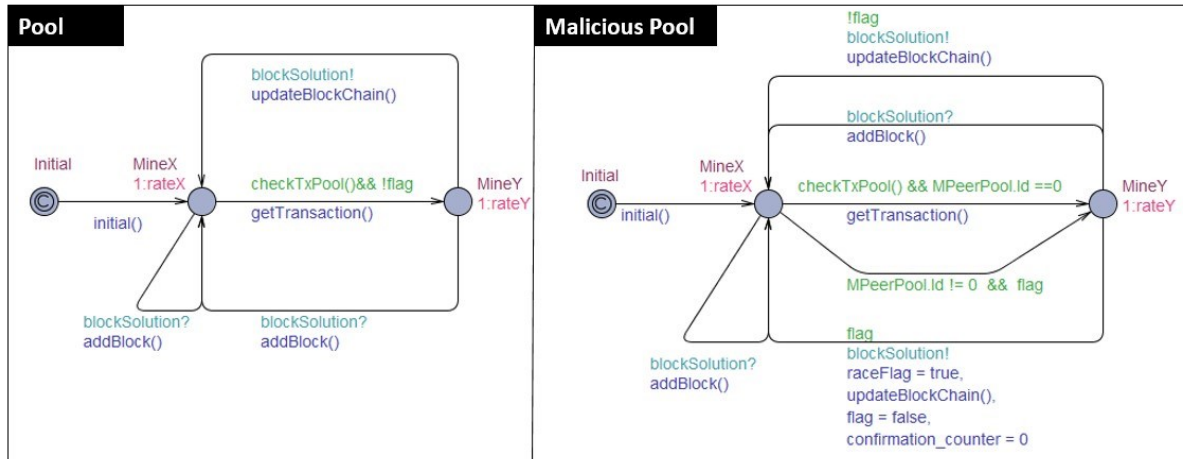 Pool
blockSolution!
updateBlockChain()
Initial
C
MineX
1:rateX
checkTxPool()&& !flag
MineY
1:rateY
initial()
getTransaction()
blockSolution?
addBlock()
blockSolution?
addBlock()
Malicious Pool
!flag
blockSolution!
updateBlockChain()
blockSolution?
addBlock()
Initial
C
MineX
1:rateX
checkTxPool() && MPeerPool.Id ==0
MineY
1:rateY
initial()
getTransaction()
MPeerPool.Id != 0 && flag
blockSolution?
addBlock()
flag
blockSolution!
raceFlag = true,
updateBlockChain(),
flag = false,
confirmation_counter = 0